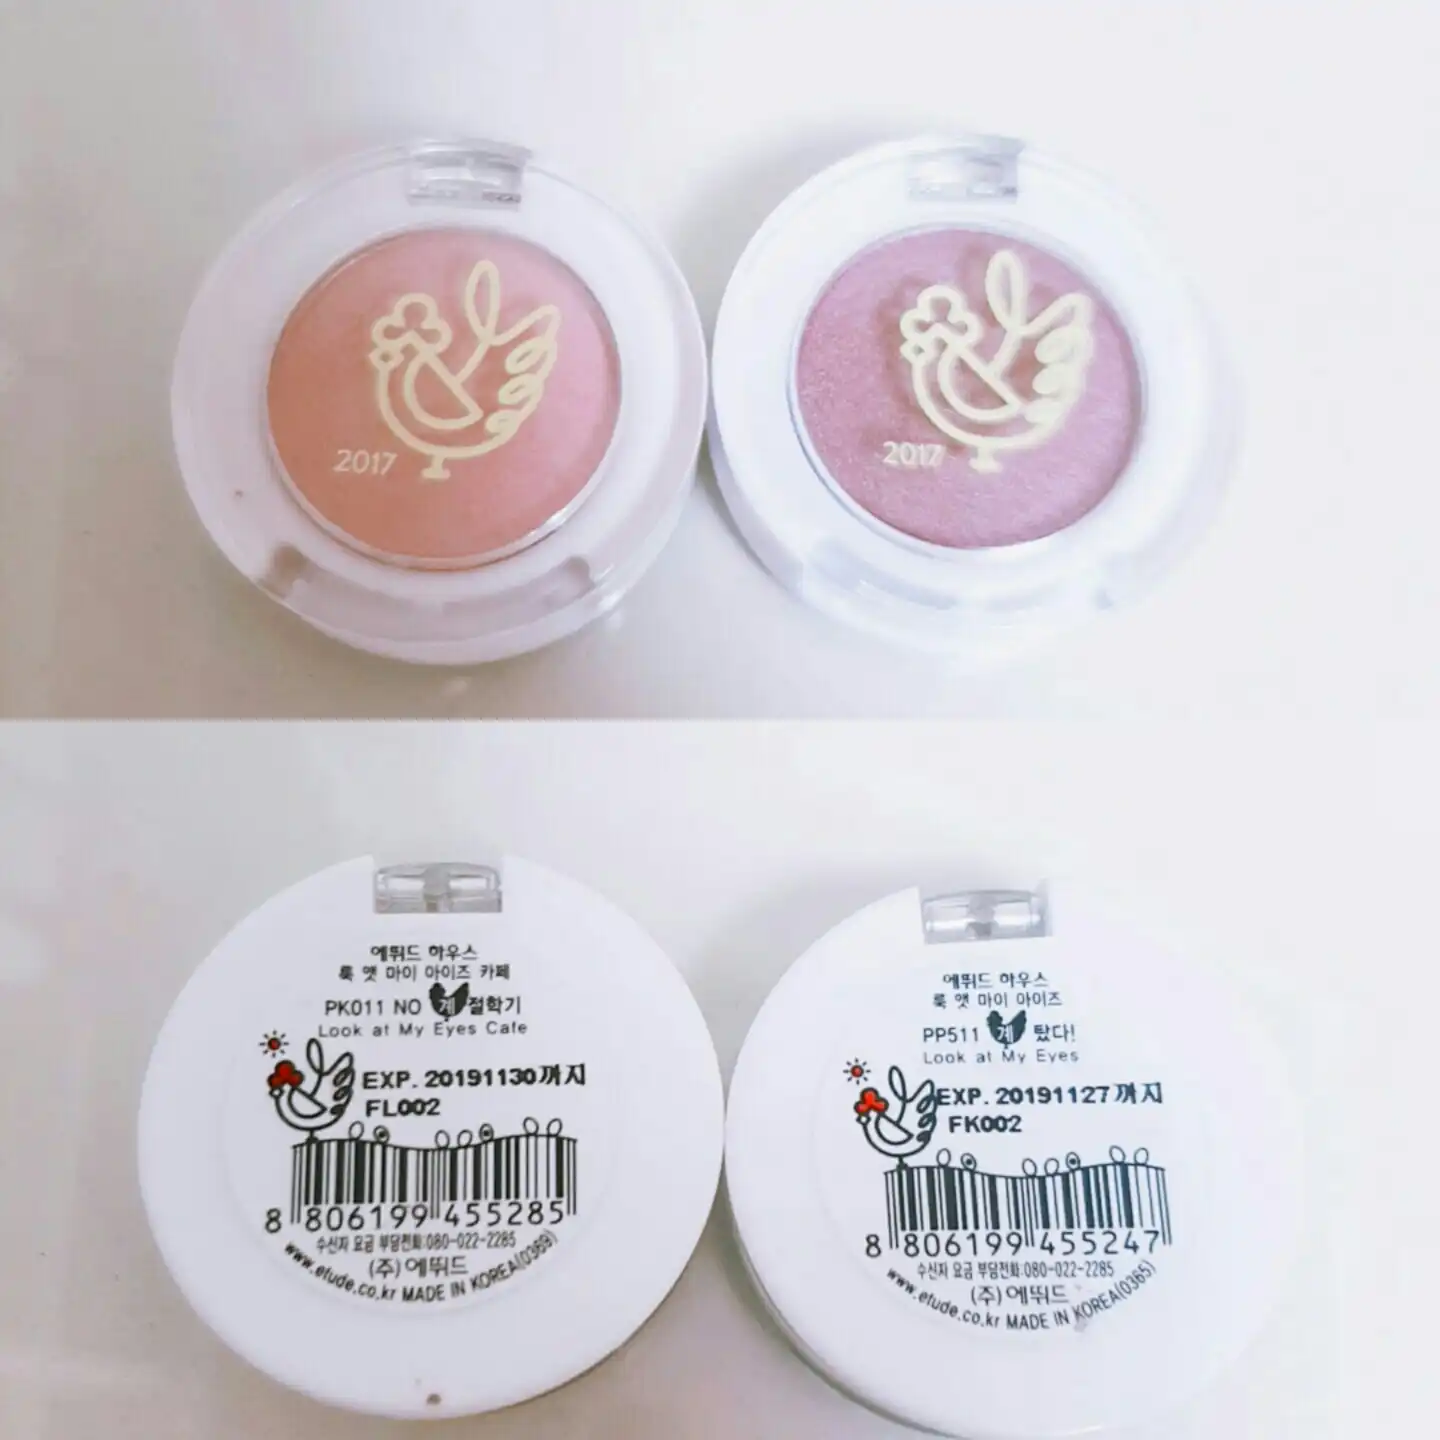 2017
2017
에뛰드 하우스
룩 앳 마이 아이즈 카페
PK011 NO 계절학기
Look at My Eyes Cafe
EXP. 20191130까지
FL002
8 806199 455285
수신자 요금 부담전화:080-022-2285
(주)에뛰드
www.etude.co.kr MADE IN KOREA(0369)
에뛰드 하우스
룩 앳 마이 아이즈
PP511 계 탔다!
Look at My Eyes
EXP. 20191127까지
FK002
8 806199 455247
수신자 요금 부담전화:080-022-2285
(주)에뛰드
www.etude.co.kr MADE IN KOREA(0365)